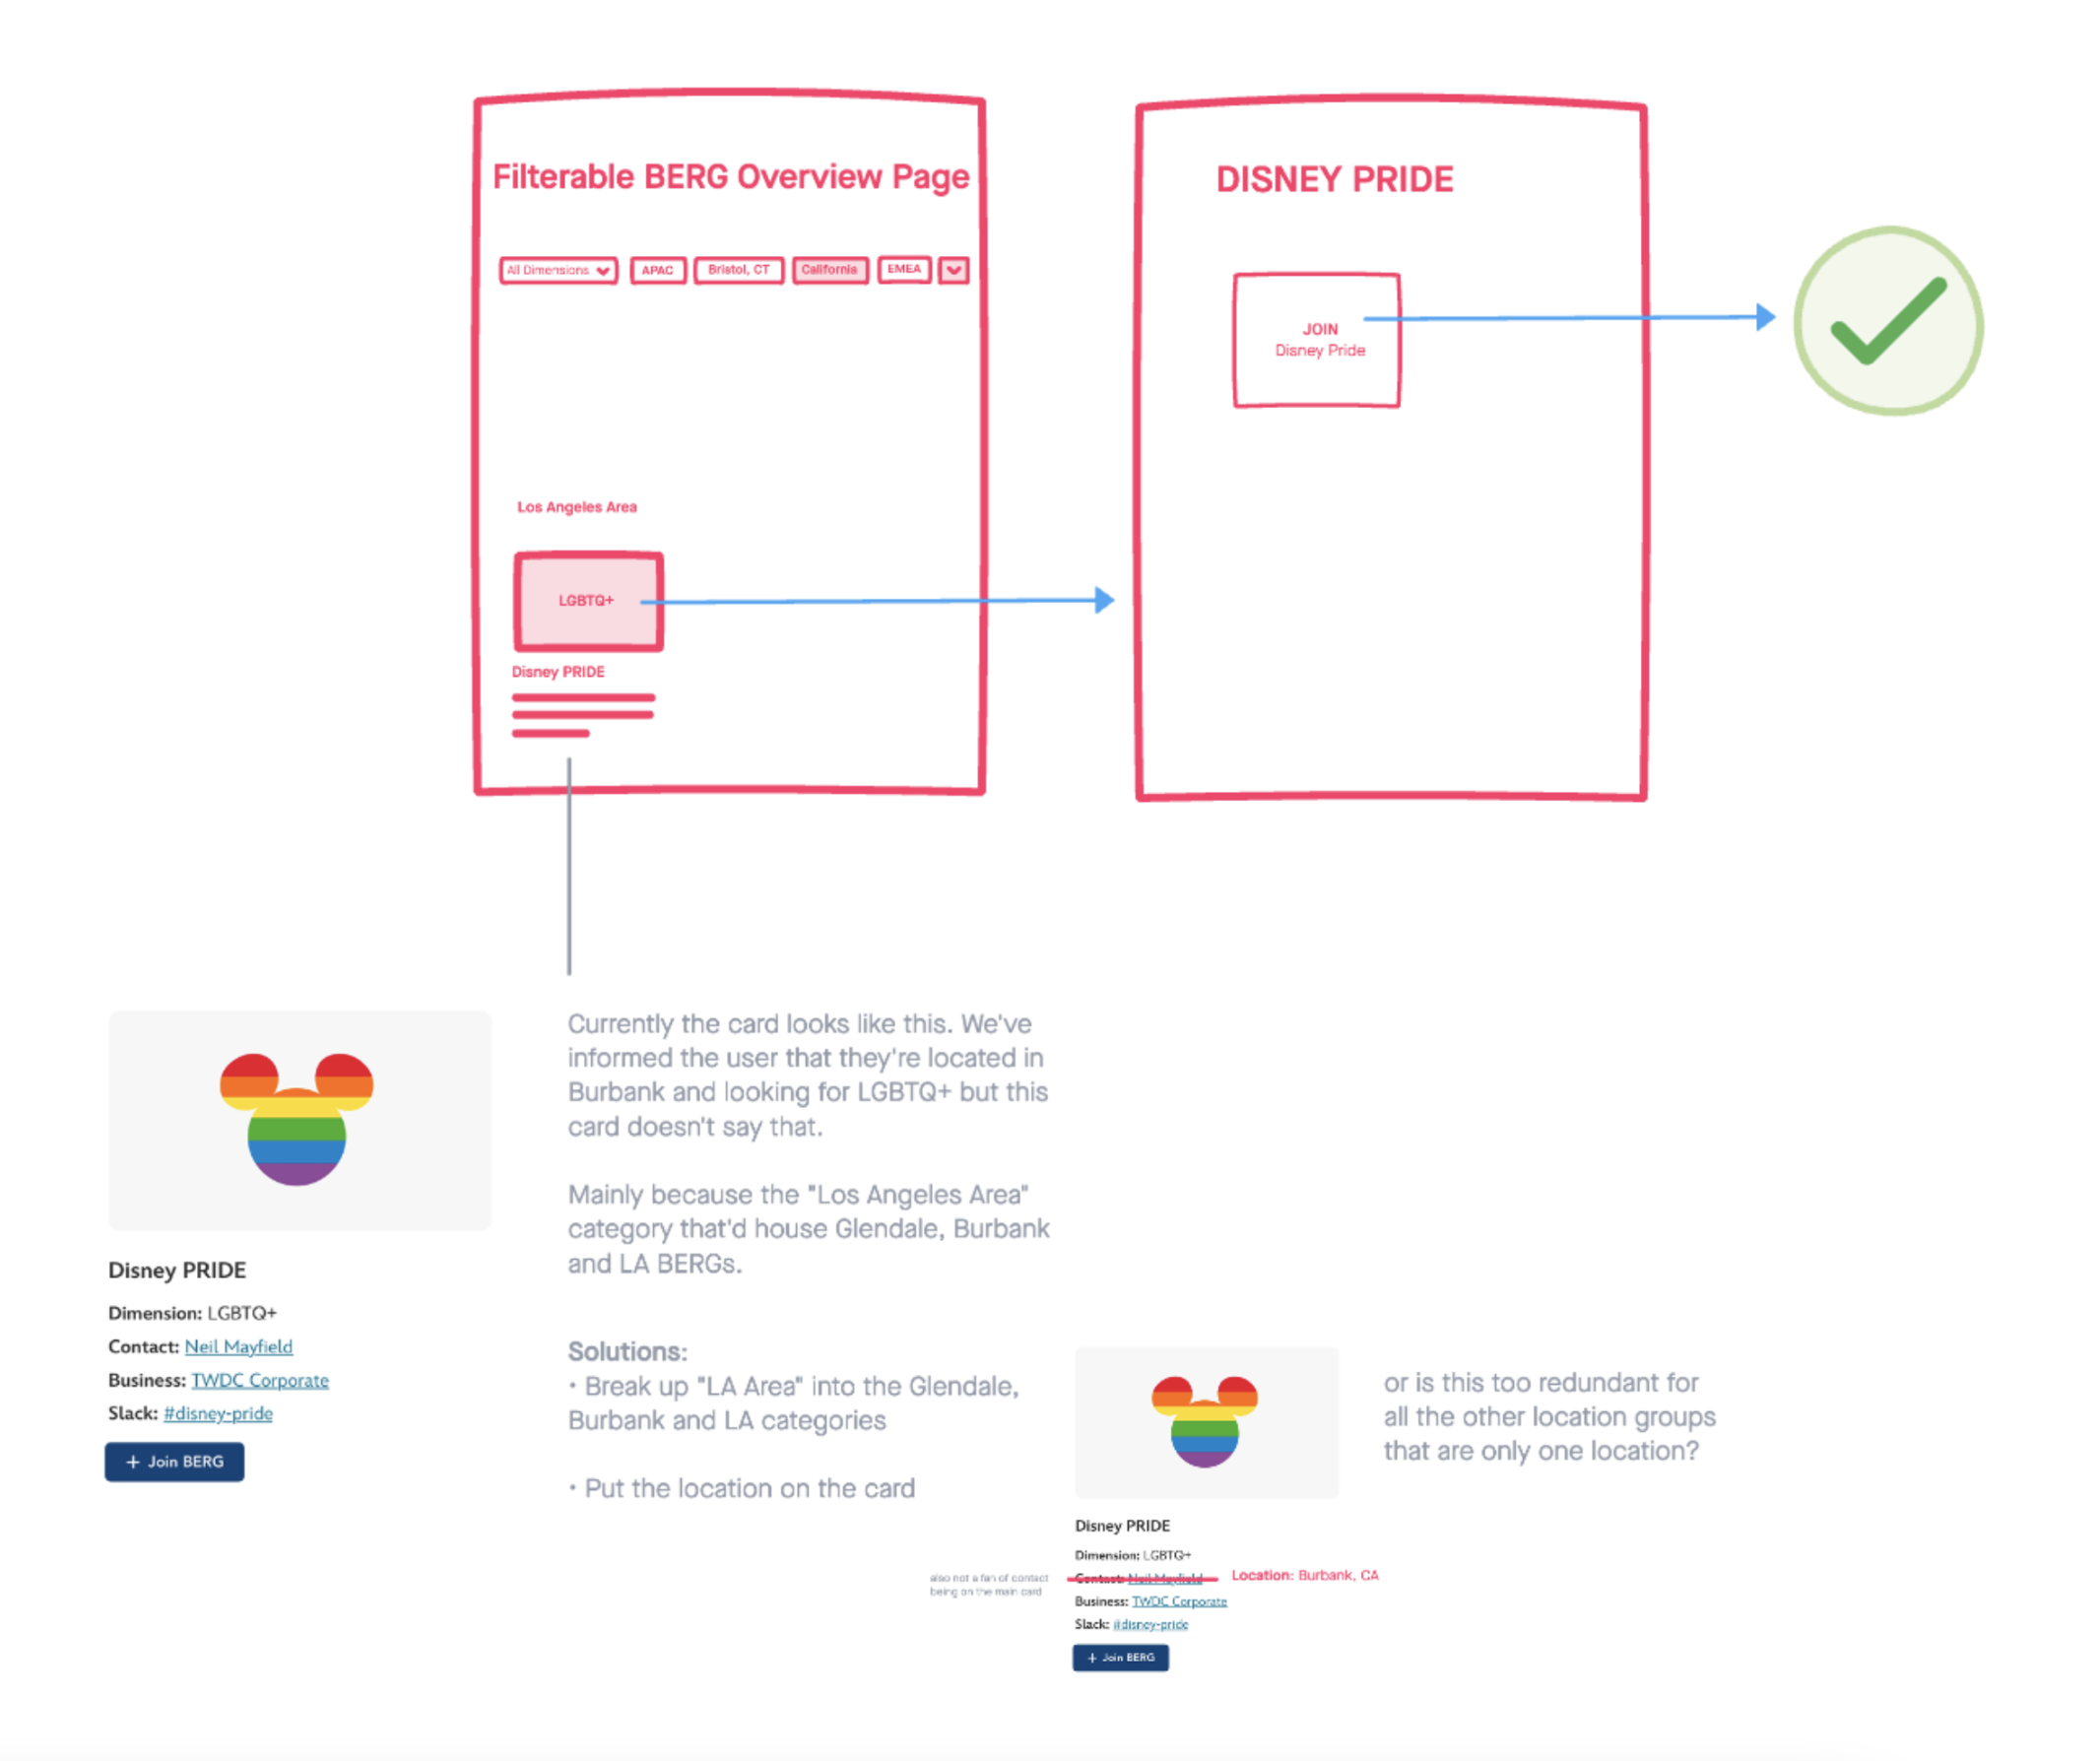 Filterable BERG Overview Page
All Dimensions
APAC
Bristol, CT
California
EMEA
Los Angeles Area
LGBTQ+
Disney PRIDE
DISNEY PRIDE
JOIN
Disney Pride
Disney PRIDE
Dimension: LGBTQ+
Contact: Neil Mayfield
Business: TWDC Corporate
Slack: #disney-pride
+ Join BERG
Currently the card looks like this. We've
informed the user that they're located in
Burbank and looking for LGBTQ+ but this
card doesn't say that.
Mainly because the "Los Angeles Area"
category that'd house Glendale, Burbank
and LA BERGs.
Solutions:
• Break up "LA Area" into the Glendale,
Burbank and LA categories
• Put the location on the card
also not a fan of contact
being on the main card
Disney PRIDE
Dimension: LGBTQ+
Contact: Neil Mayfield
Location: Burbank, CA
Business: TWDC Corporate
Slack: #disney-pride
+ Join BERG
or is this too redundant for
all the other location groups
that are only one location?